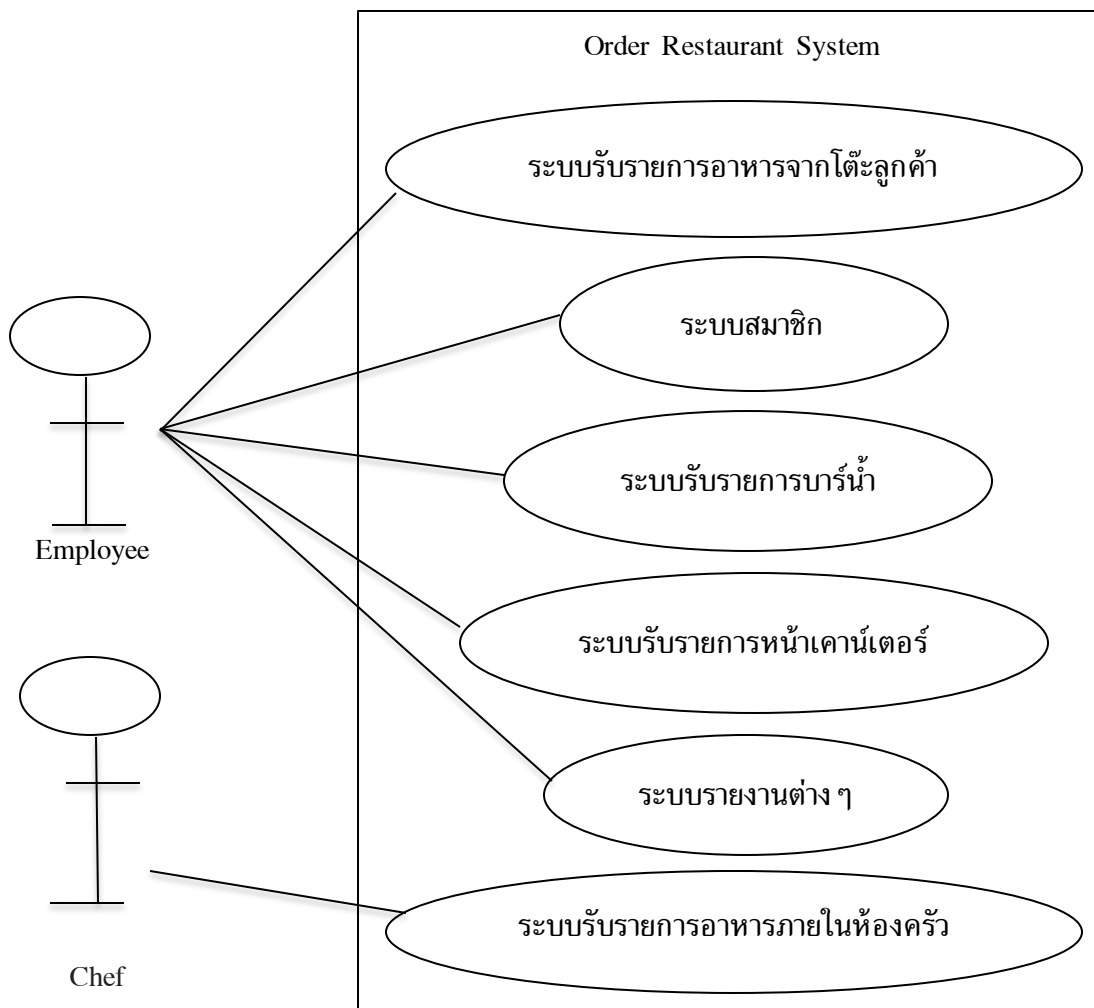 Order Restaurant System
ระบบรับรายการอาหารจากโต๊ะลูกค้า
ระบบสมาชิก
ระบบรับรายการบาร์น้ำ
Employee
ระบบรับรายการหน้าเคาน์เตอร์
ระบบรายงานต่าง ๆ
ระบบรับรายการอาหารภายในห้องครัว
Chef